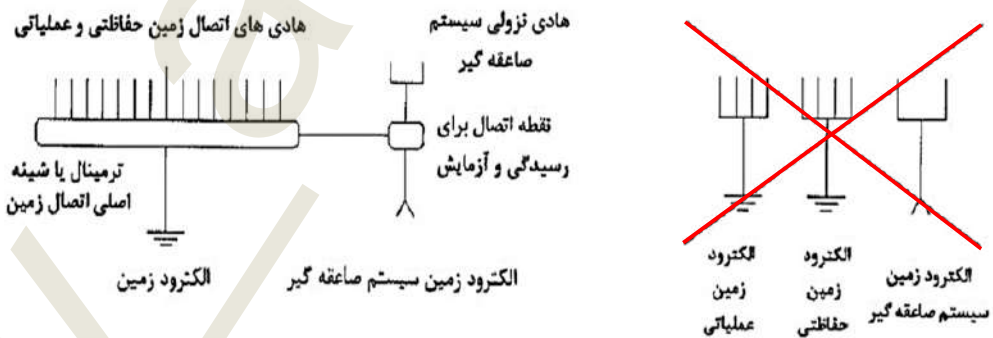 هادی های اتصال زمین حفاظتی و عملیاتی
هادی نزولی سیستم
صاعقه گیر
نقطه اتصال برای
رسیدگی و آزمایش
ترمینال یا شینه
اصلی اتصال زمین
الکترود زمین
الکترود زمین سیستم صاعقه گیر
الکترود زمین
سیستم صاعقه گیر
الکترود
زمین
حفاظتی
الکترود
زمین
عملیاتی